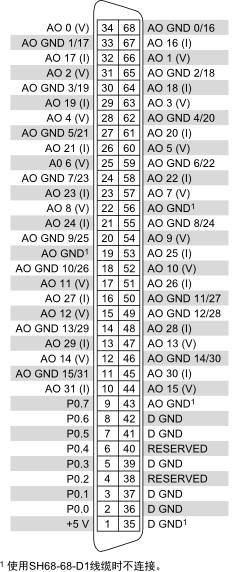 AO 0 (V) 34 68 AO GND 0/16
AO GND 1/17 33 67 AO 16 (I)
AO 17 (I) 32 66 AO 1 (V)
AO 2 (V) 31 65 AO GND 2/18
AO GND 3/19 30 64 AO 18 (I)
AO 19 (I) 29 63 AO 3 (V)
AO 4 (V) 28 62 AO GND 4/20
AO GND 5/21 27 61 AO 20 (I)
AO 21 (I) 26 60 AO 5 (V)
A0 6 (V) 25 59 AO GND 6/22
AO GND 7/23 24 58 AO 22 (I)
AO 23 (I) 23 57 AO 7 (V)
AO 8 (V) 22 56 AO GND¹
AO 24 (I) 21 55 AO GND 8/24
AO GND 9/25 20 54 AO 9 (V)
AO GND¹ 19 53 AO 25 (I)
AO GND 10/26 18 52 AO 10 (V)
AO 11 (V) 17 51 AO 26 (I)
AO 27 (I) 16 50 AO GND 11/27
AO 12 (V) 15 49 AO GND 12/28
AO GND 13/29 14 48 AO 28 (I)
AO 29 (I) 13 47 AO 13 (V)
AO 14 (V) 12 46 AO GND 14/30
AO GND 15/31 11 45 AO 30 (I)
AO 31 (I) 10 44 AO 15 (V)
P0.7 9 43 AO GND¹
P0.6 8 42 D GND
P0.5 7 41 D GND
P0.4 6 40 RESERVED
P0.3 5 39 D GND
P0.2 4 38 RESERVED
P0.1 3 37 D GND
P0.0 2 36 D GND
+5 V 1 35 D GND¹
¹ 使用SH68-68-D1线缆时不连接。